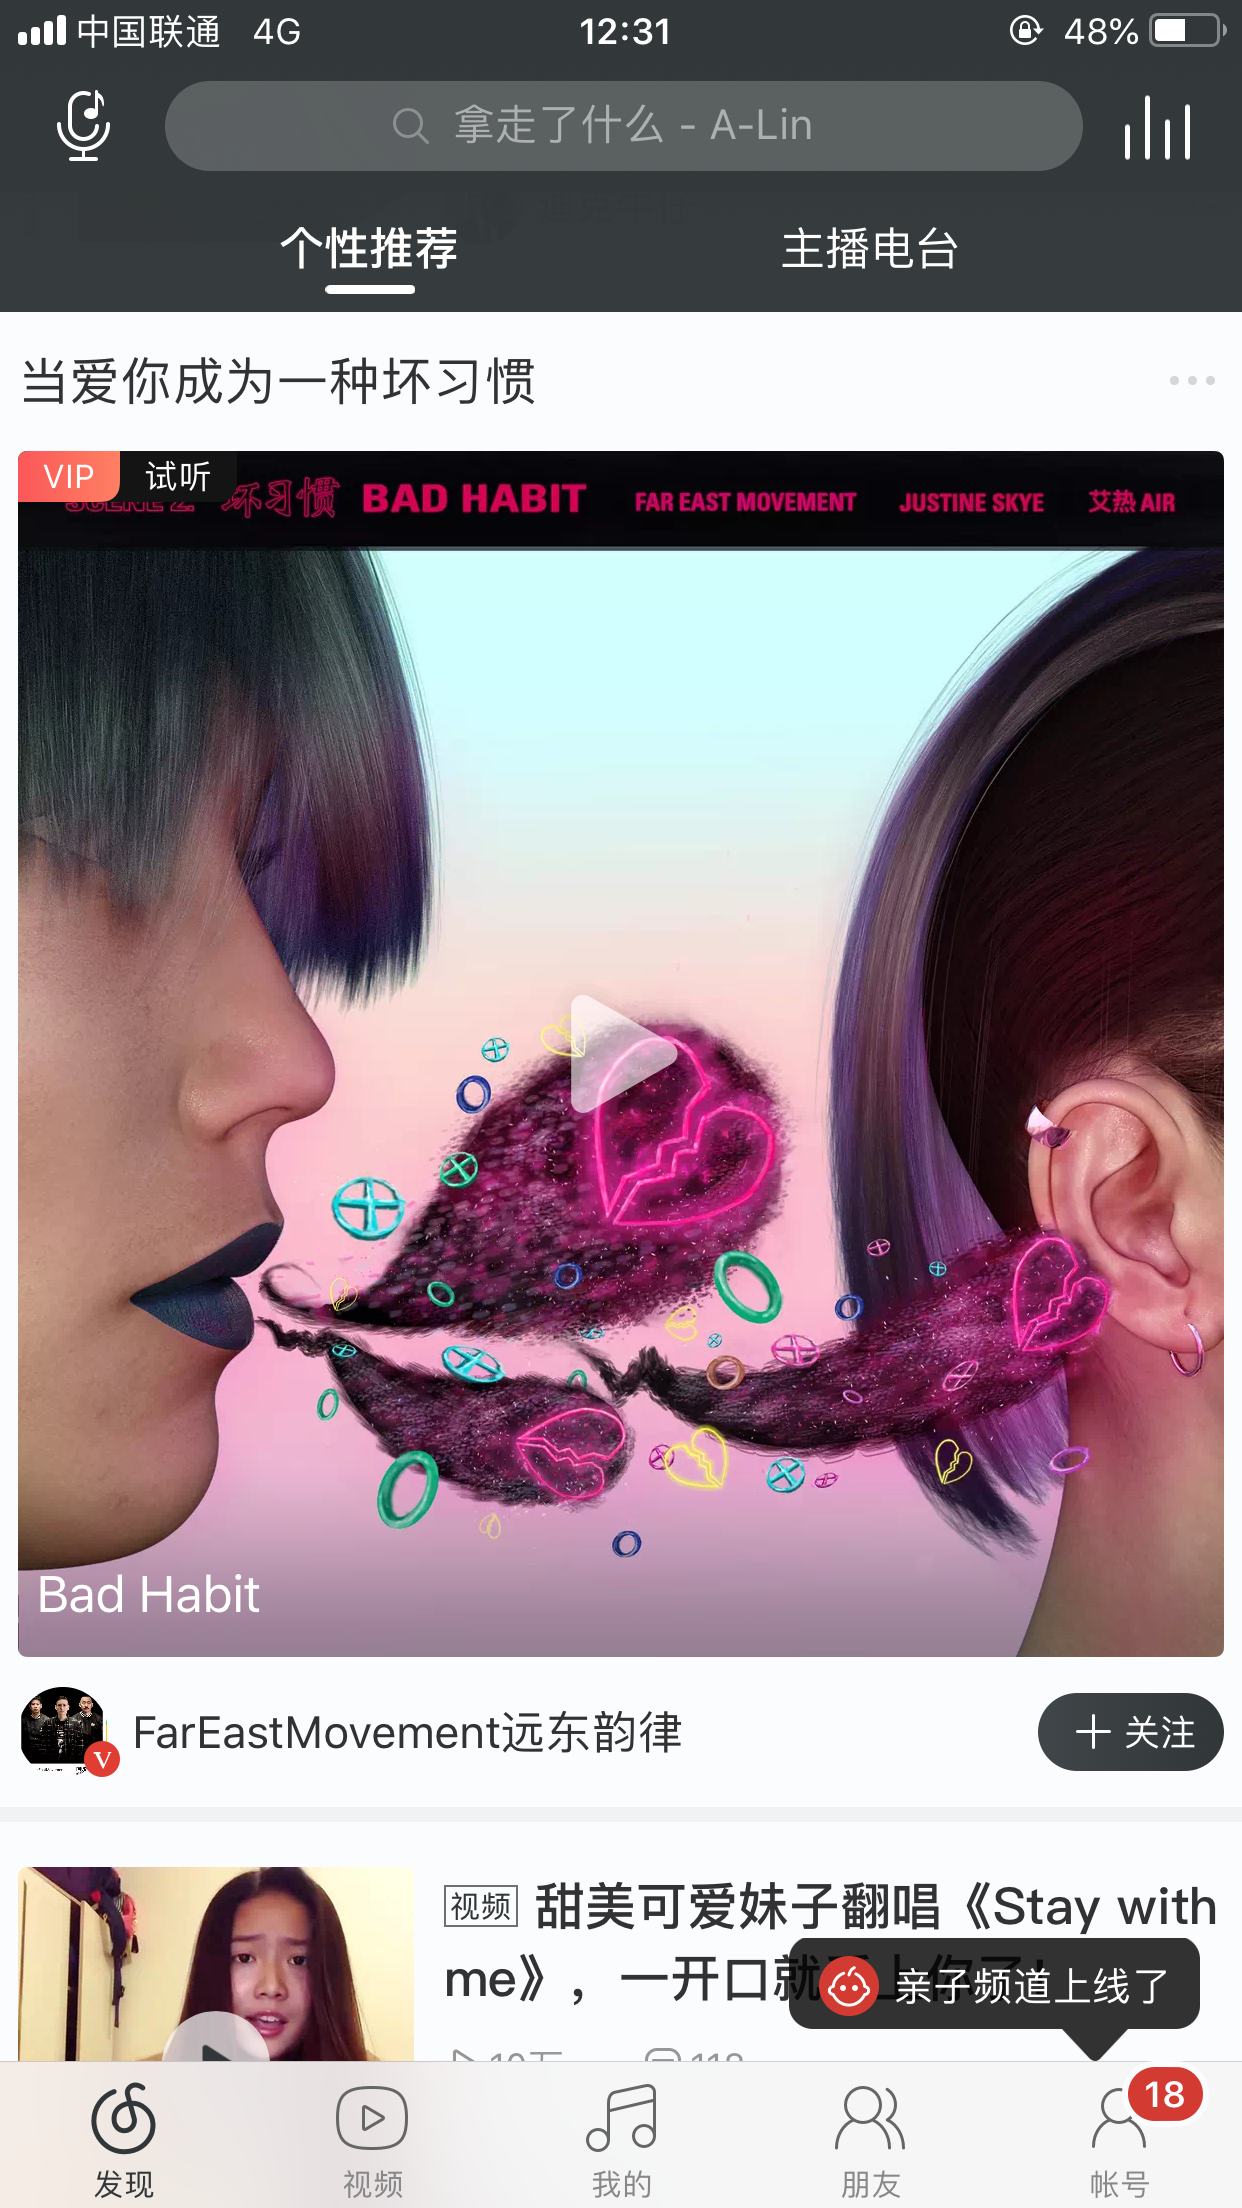 中国联通 4G 12:31 48%
拿走了什么 - A-Lin
个性推荐 主播电台
当爱你成为一种坏习惯
VIP 试听
SCENE 2. 坏习惯 BAD HABIT FAR EAST MOVEMENT JUSTINE SKYE 艾热 AIR
Bad Habit
V
FarEastMovement远东韵律 关注
视频 甜美可爱妹子翻唱《Stay with
me》，一开口就
亲子频道上线了
18
发现 视频 我的 朋友 帐号